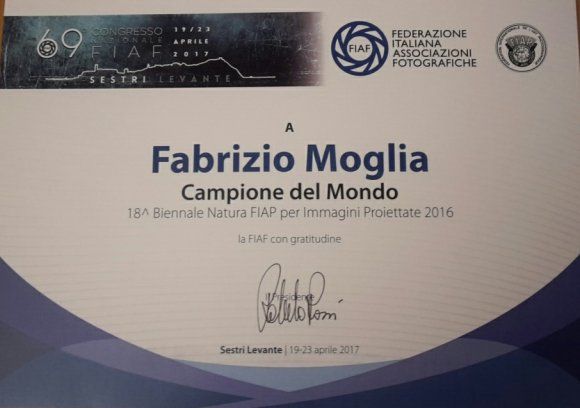 69
CONGRESSO
NAZIONALE
FIAF
19/23
APRILE
2017
SESTRI LEVANTE
FIAF
FEDERAZIONE
ITALIANA
ASSOCIAZIONI
FOTOGRAFICHE
A
Fabrizio Moglia
Campione del Mondo
18^ Biennale Natura FIAP per Immagini Proiettate 2016
la FIAF con gratitudine
Il Presidente
Sestri Levante | 19-23 aprile 2017